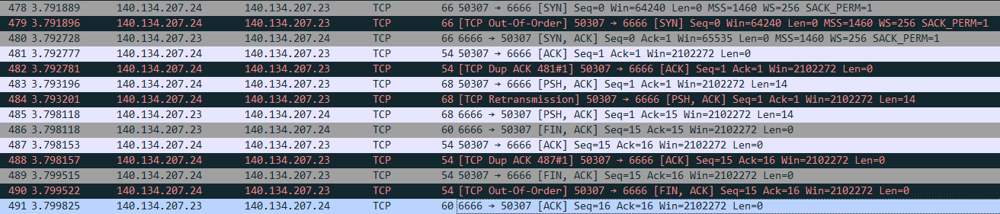 478 3.791889 140.134.207.24 140.134.207.23 TCP 66 50307 → 6666 [SYN] Seq=0 Win=64240 Len=0 MSS=1460 WS=256 SACK_PERM=1
479 3.791896 140.134.207.24 140.134.207.23 TCP 66 [TCP Out-Of-Order] 50307 → 6666 [SYN] Seq=0 Win=64240 Len=0 MSS=1460 WS=256 SACK_PERM=1
480 3.792728 140.134.207.23 140.134.207.24 TCP 66 6666 → 50307 [SYN, ACK] Seq=0 Ack=1 Win=65535 Len=0 MSS=1460 WS=256 SACK_PERM=1
481 3.792777 140.134.207.24 140.134.207.23 TCP 54 50307 → 6666 [ACK] Seq=1 Ack=1 Win=2102272 Len=0
482 3.792781 140.134.207.24 140.134.207.23 TCP 54 [TCP Dup ACK 481#1] 50307 → 6666 [ACK] Seq=1 Ack=1 Win=2102272 Len=0
483 3.793196 140.134.207.24 140.134.207.23 TCP 68 50307 → 6666 [PSH, ACK] Seq=1 Ack=1 Win=2102272 Len=14
484 3.793201 140.134.207.24 140.134.207.23 TCP 68 [TCP Retransmission] 50307 → 6666 [PSH, ACK] Seq=1 Ack=1 Win=2102272 Len=14
485 3.798118 140.134.207.23 140.134.207.24 TCP 68 6666 → 50307 [PSH, ACK] Seq=1 Ack=15 Win=2102272 Len=14
486 3.798118 140.134.207.23 140.134.207.24 TCP 60 6666 → 50307 [FIN, ACK] Seq=15 Ack=15 Win=2102272 Len=0
487 3.798153 140.134.207.24 140.134.207.23 TCP 54 50307 → 6666 [ACK] Seq=15 Ack=16 Win=2102272 Len=0
488 3.798157 140.134.207.24 140.134.207.23 TCP 54 [TCP Dup ACK 487#1] 50307 → 6666 [ACK] Seq=15 Ack=16 Win=2102272 Len=0
489 3.799515 140.134.207.24 140.134.207.23 TCP 54 50307 → 6666 [FIN, ACK] Seq=15 Ack=16 Win=2102272 Len=0
490 3.799522 140.134.207.24 140.134.207.23 TCP 54 [TCP Out-Of-Order] 50307 → 6666 [FIN, ACK] Seq=15 Ack=16 Win=2102272 Len=0
491 3.799825 140.134.207.23 140.134.207.24 TCP 60 6666 → 50307 [ACK] Seq=16 Ack=16 Win=2102272 Len=0